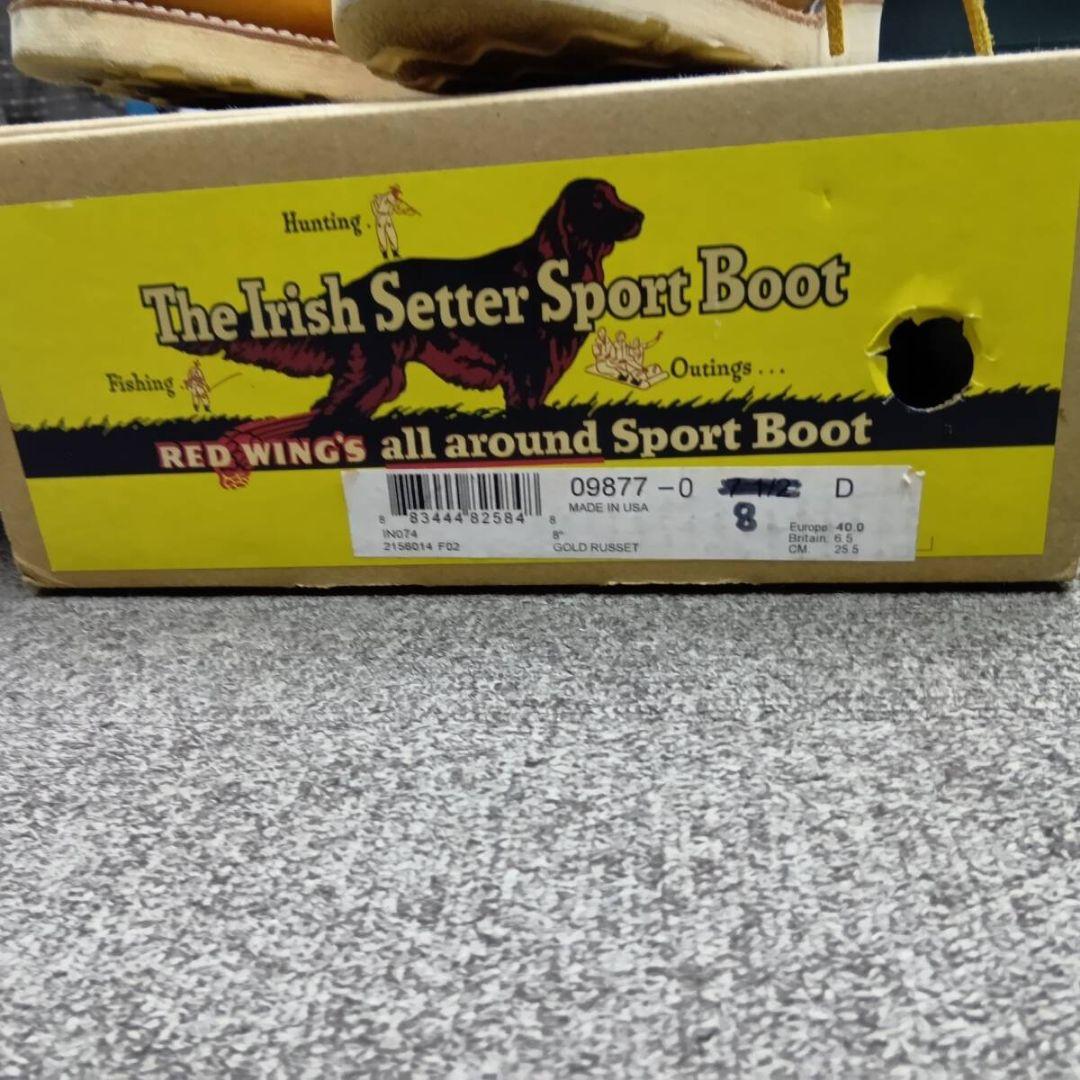 Hunting.
The Irish Setter Sport Boot
Fishing
Outings...
RED WING'S all around Sport Boot
09877-0 7 1/2 D
MADE IN USA
8
8 83444 82584 8
IN074 8"
2156014 F02 GOLD RUSSET
Europe 40.0
Britain: 6.5
CM. 25.5